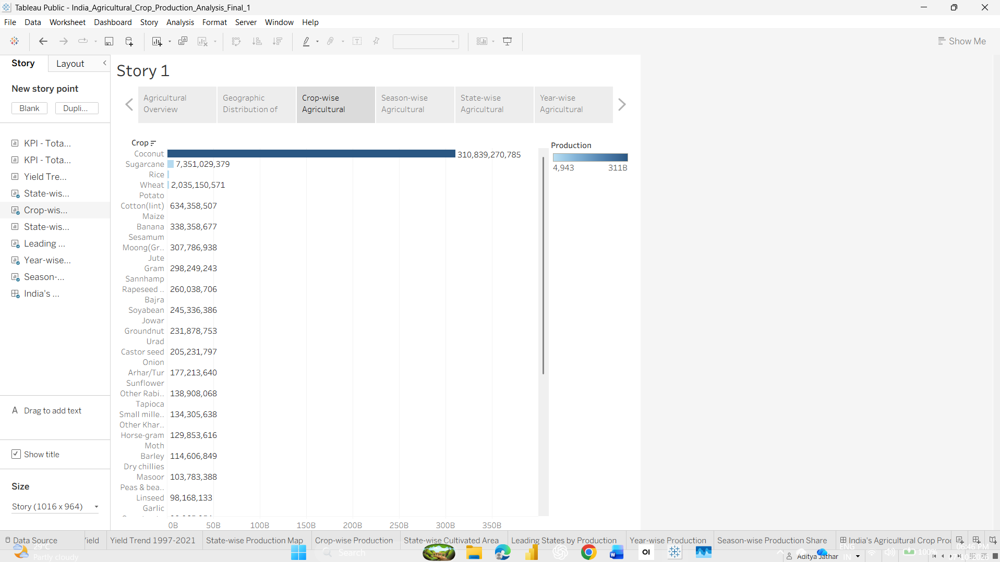 Tableau Public - India_Agricultural_Crop_Production_Analysis_Final_1
File Data Worksheet Dashboard Story Analysis Format Server Window Help
Show Me
Story Layout
New story point
Blank Dupli...
KPI - Tota...
KPI - Tota...
Yield Tre...
State-wis...
Crop-wis...
State-wis...
Leading ...
Year-wise...
Season-...
India's ...
A Drag to add text
Show title
Size
Story (1016 x 964)
Story 1
Agricultural Overview
Geographic Distribution of
Crop-wise Agricultural
Season-wise Agricultural
State-wise Agricultural
Year-wise Agricultural
Crop
Coconut 310,839,270,785
Sugarcane 7,351,029,379
Rice
Wheat 2,035,150,571
Potato
Cotton(lint) 634,358,507
Maize
Banana 338,358,677
Sesamum
Moong(Gr.. 307,786,938
Jute
Gram 298,249,243
Sannhamp
Rapeseed .. 260,038,706
Bajra
Soyabean 245,336,386
Jowar
Groundnut 231,878,753
Urad
Castor seed 205,231,797
Onion
Arhar/Tur 177,213,640
Sunflower
Other Rabi.. 138,908,068
Tapioca
Small mille.. 134,305,638
Other Khar..
Horse-gram 129,853,616
Moth
Barley 114,606,849
Dry chillies
Masoor 103,783,388
Peas & bea..
Linseed 98,168,133
Garlic
0B 50B 100B 150B 200B 250B 300B 350B
Production
4,943 311B
Data Source Yield Yield Trend 1997-2021 State-wise Production Map Crop-wise Production State-wise Cultivated Area Leading States by Production Year-wise Production Season-wise Production Share India's Agricultural Crop Pro
29°C
Partly cloudy
Search
OI
Aditya Jathar
ENG
IN
100%
06:46 PM